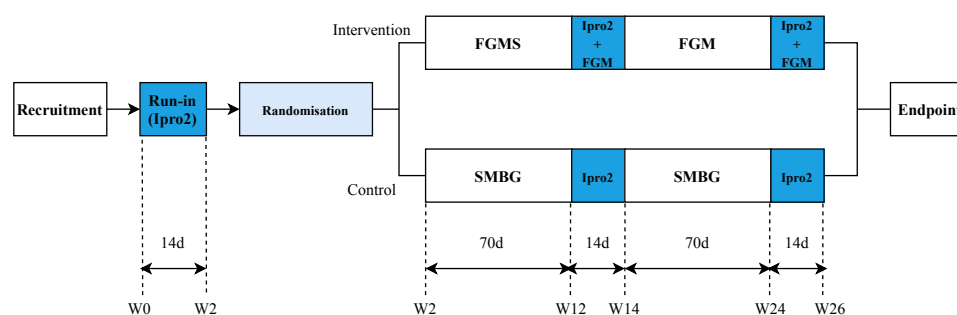 Intervention
FGMS
Ipro2
+
FGM
FGM
Ipro2
+
FGM
Recruitment
Run-in
(Ipro2)
Randomisation
Endpoint
Control
SMBG
Ipro2
SMBG
Ipro2
14d
70d
14d
70d
14d
W0
W2
W2
W12
W14
W24
W26